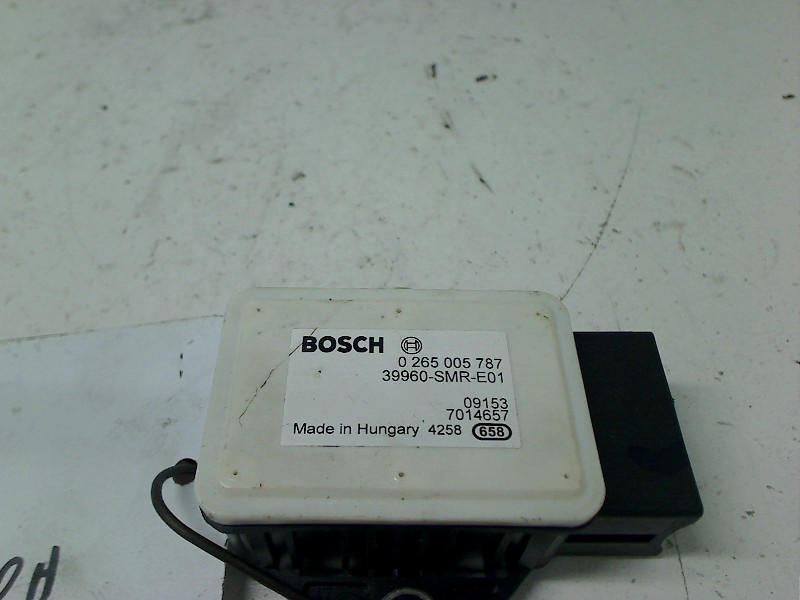 BOSCH
0 265 005 787
39960-SMR-E01
09153
7014657
Made in Hungary 4258 658